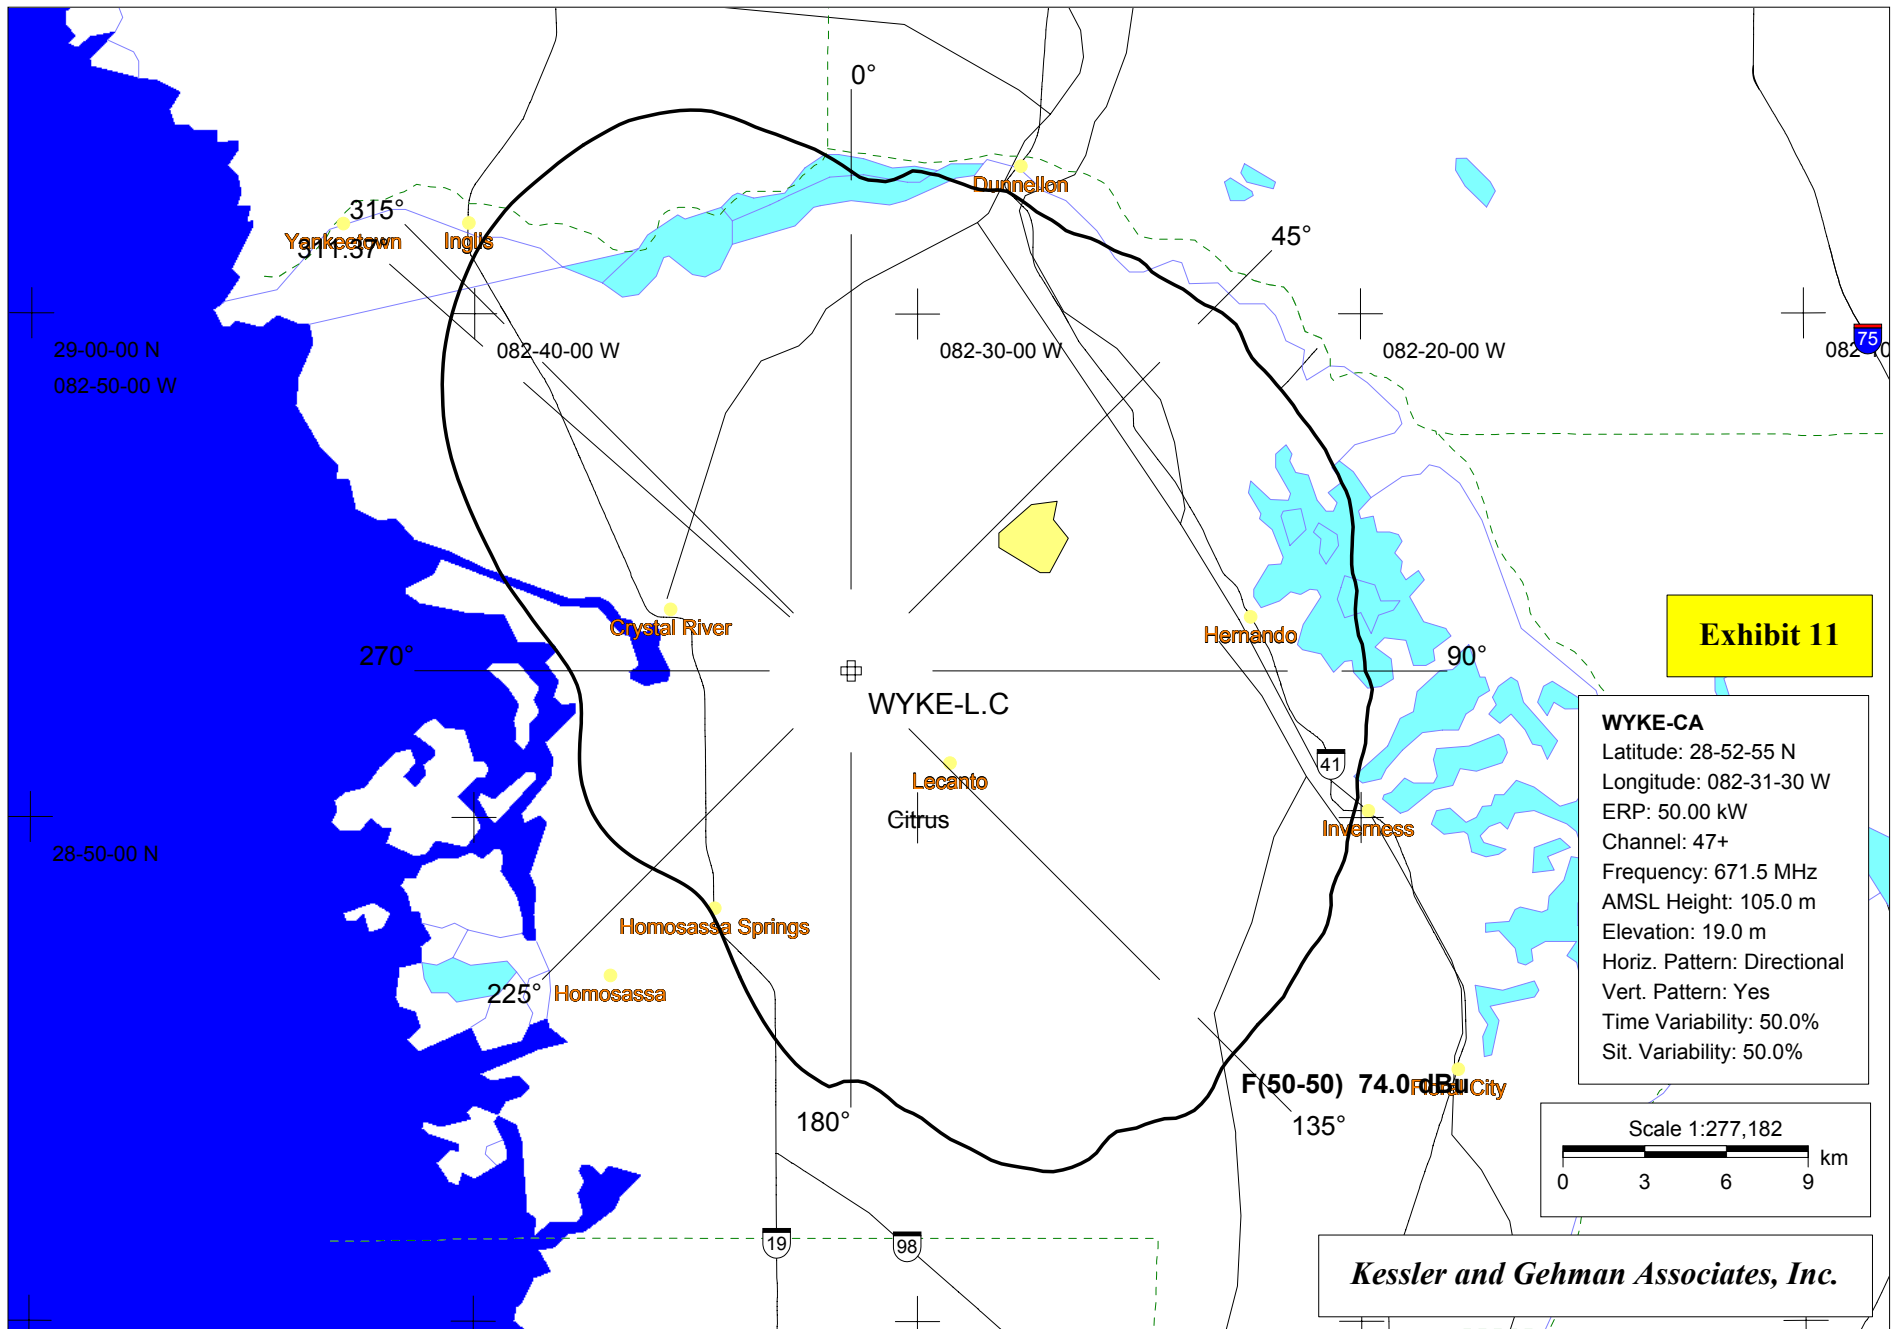 0°
Dunnellon
315°
Yankeetown
Inglis
311.37°
45°
29-00-00 N
082-40-00 W
082-30-00 W
082-20-00 W
75
082-50-00 W
Crystal River
Hernando
Exhibit 11
270°
90°
WYKE-L.C
Lecanto
41
Citrus
Inverness
28-50-00 N
Homosassa Springs
225°
Homosassa
WYKE-CA
Latitude: 28-52-55 N
Longitude: 082-31-30 W
ERP: 50.00 kW
Channel: 47+
Frequency: 671.5 MHz
AMSL Height: 105.0 m
Elevation: 19.0 m
Horiz. Pattern: Directional
Vert. Pattern: Yes
Time Variability: 50.0%
Sit. Variability: 50.0%
F(50-50) 74.0 dBu
Floral City
180°
135°
Scale 1:277,182
km
0 3 6 9
19
98
Kessler and Gehman Associates, Inc.